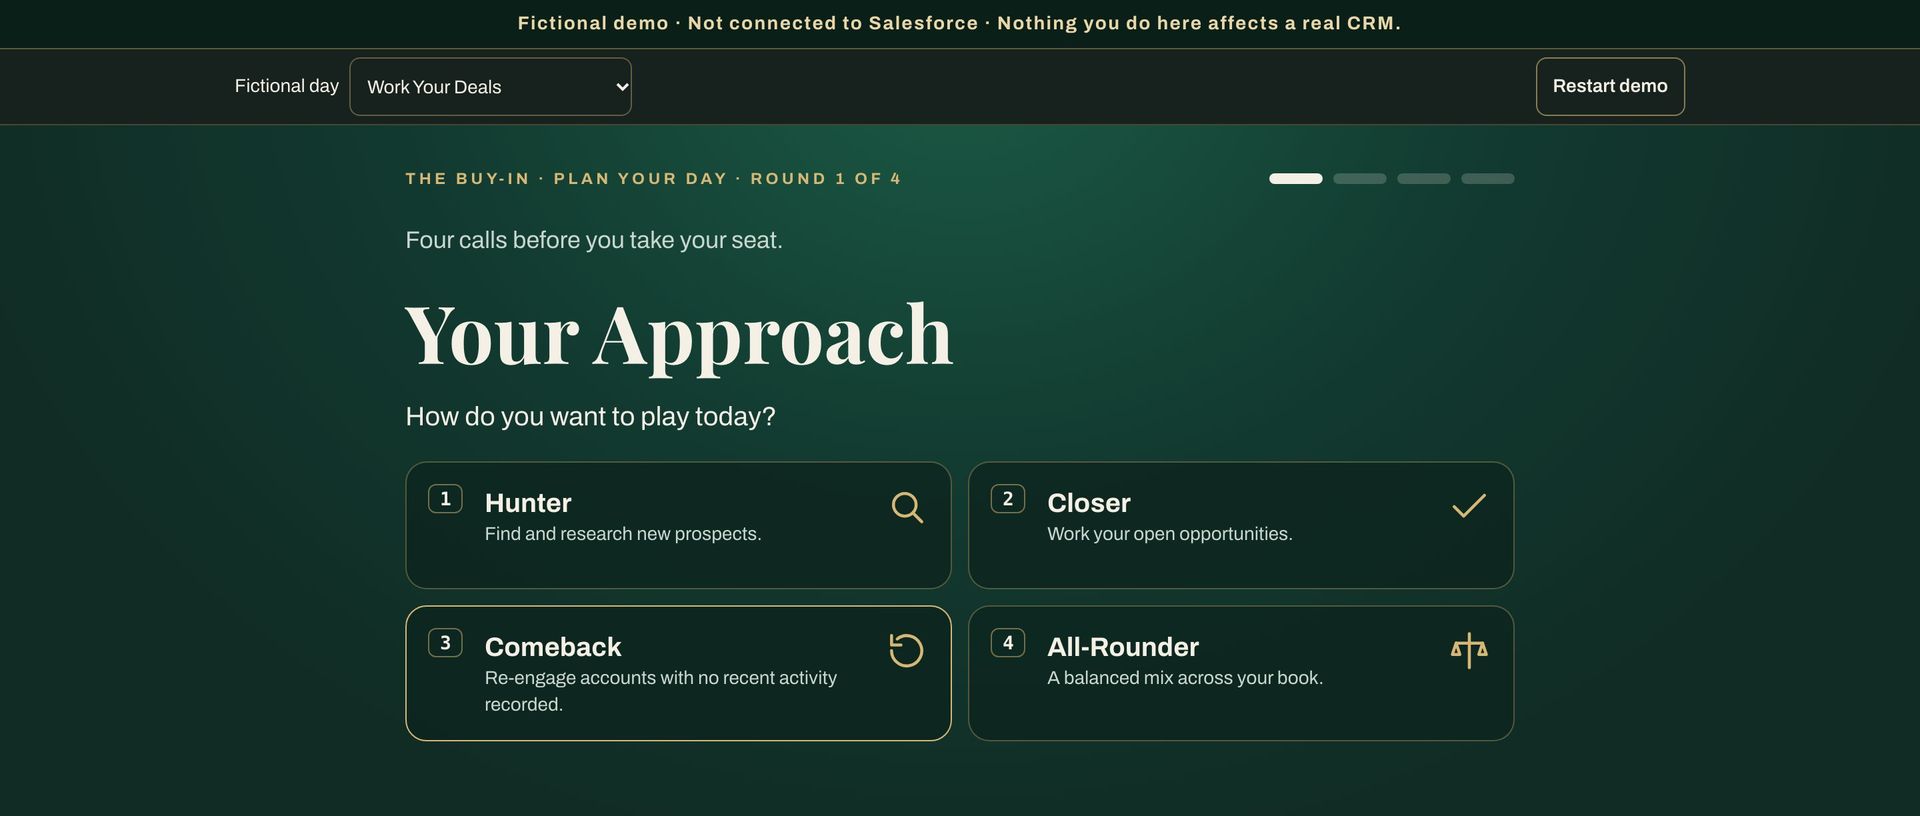 Fictional demo · Not connected to Salesforce · Nothing you do here affects a real CRM.
Fictional day
Work Your Deals
Restart demo
THE BUY-IN · PLAN YOUR DAY · ROUND 1 OF 4
Four calls before you take your seat.
Your Approach
How do you want to play today?
1
Hunter
Find and research new prospects.
2
Closer
Work your open opportunities.
3
Comeback
Re-engage accounts with no recent activity
recorded.
4
All-Rounder
A balanced mix across your book.